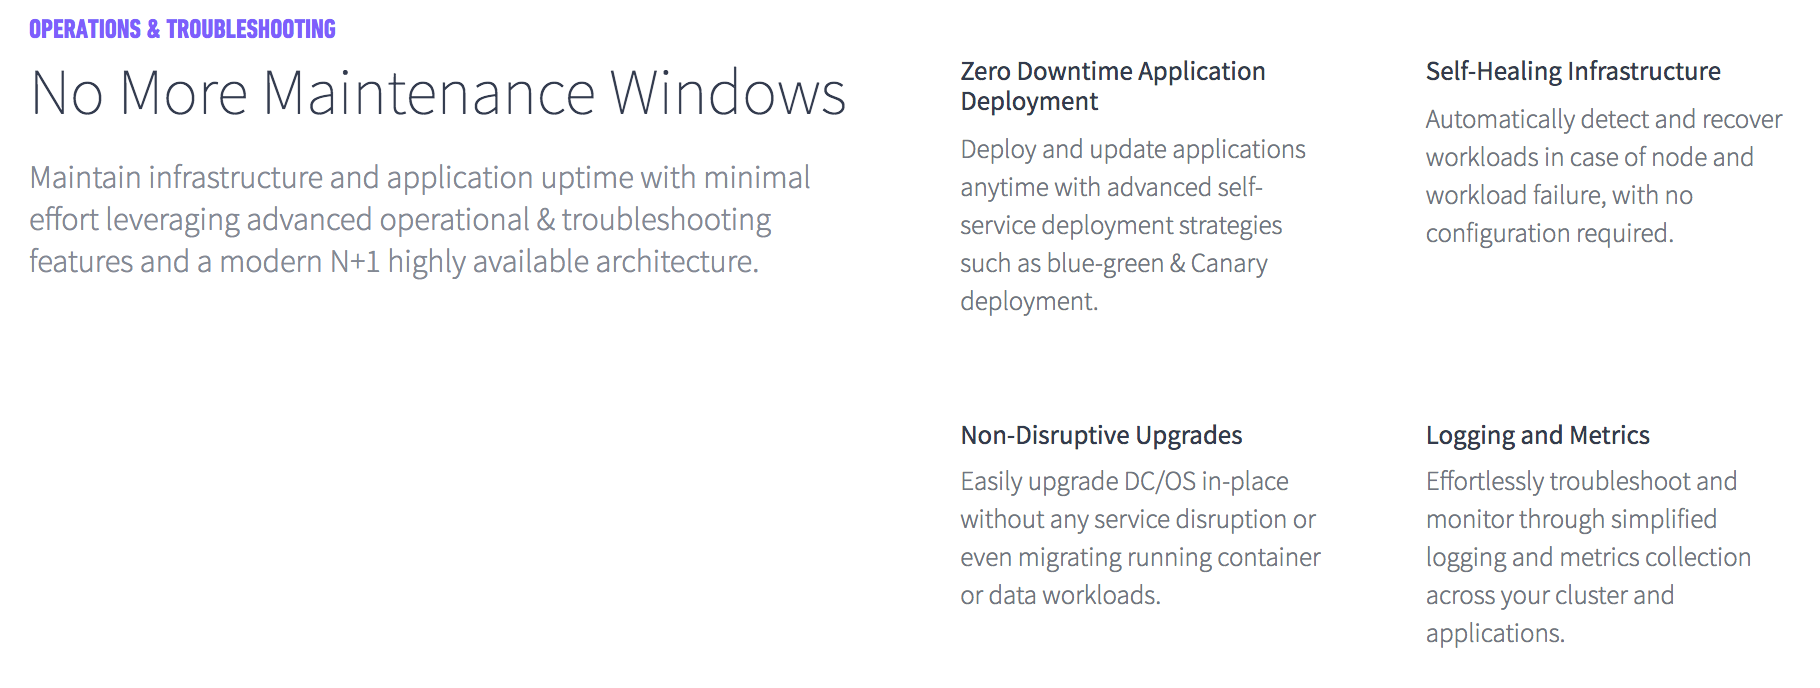 OPERATIONS & TROUBLESHOOTING
No More Maintenance Windows
Maintain infrastructure and application uptime with minimal
effort leveraging advanced operational & troubleshooting
features and a modern N+1 highly available architecture.
Zero Downtime Application
Deployment
Deploy and update applications
anytime with advanced self-
service deployment strategies
such as blue-green & Canary
deployment.
Self-Healing Infrastructure
Automatically detect and recover
workloads in case of node and
workload failure, with no
configuration required.
Non-Disruptive Upgrades
Easily upgrade DC/OS in-place
without any service disruption or
even migrating running container
or data workloads.
Logging and Metrics
Effortlessly troubleshoot and
monitor through simplified
logging and metrics collection
across your cluster and
applications.